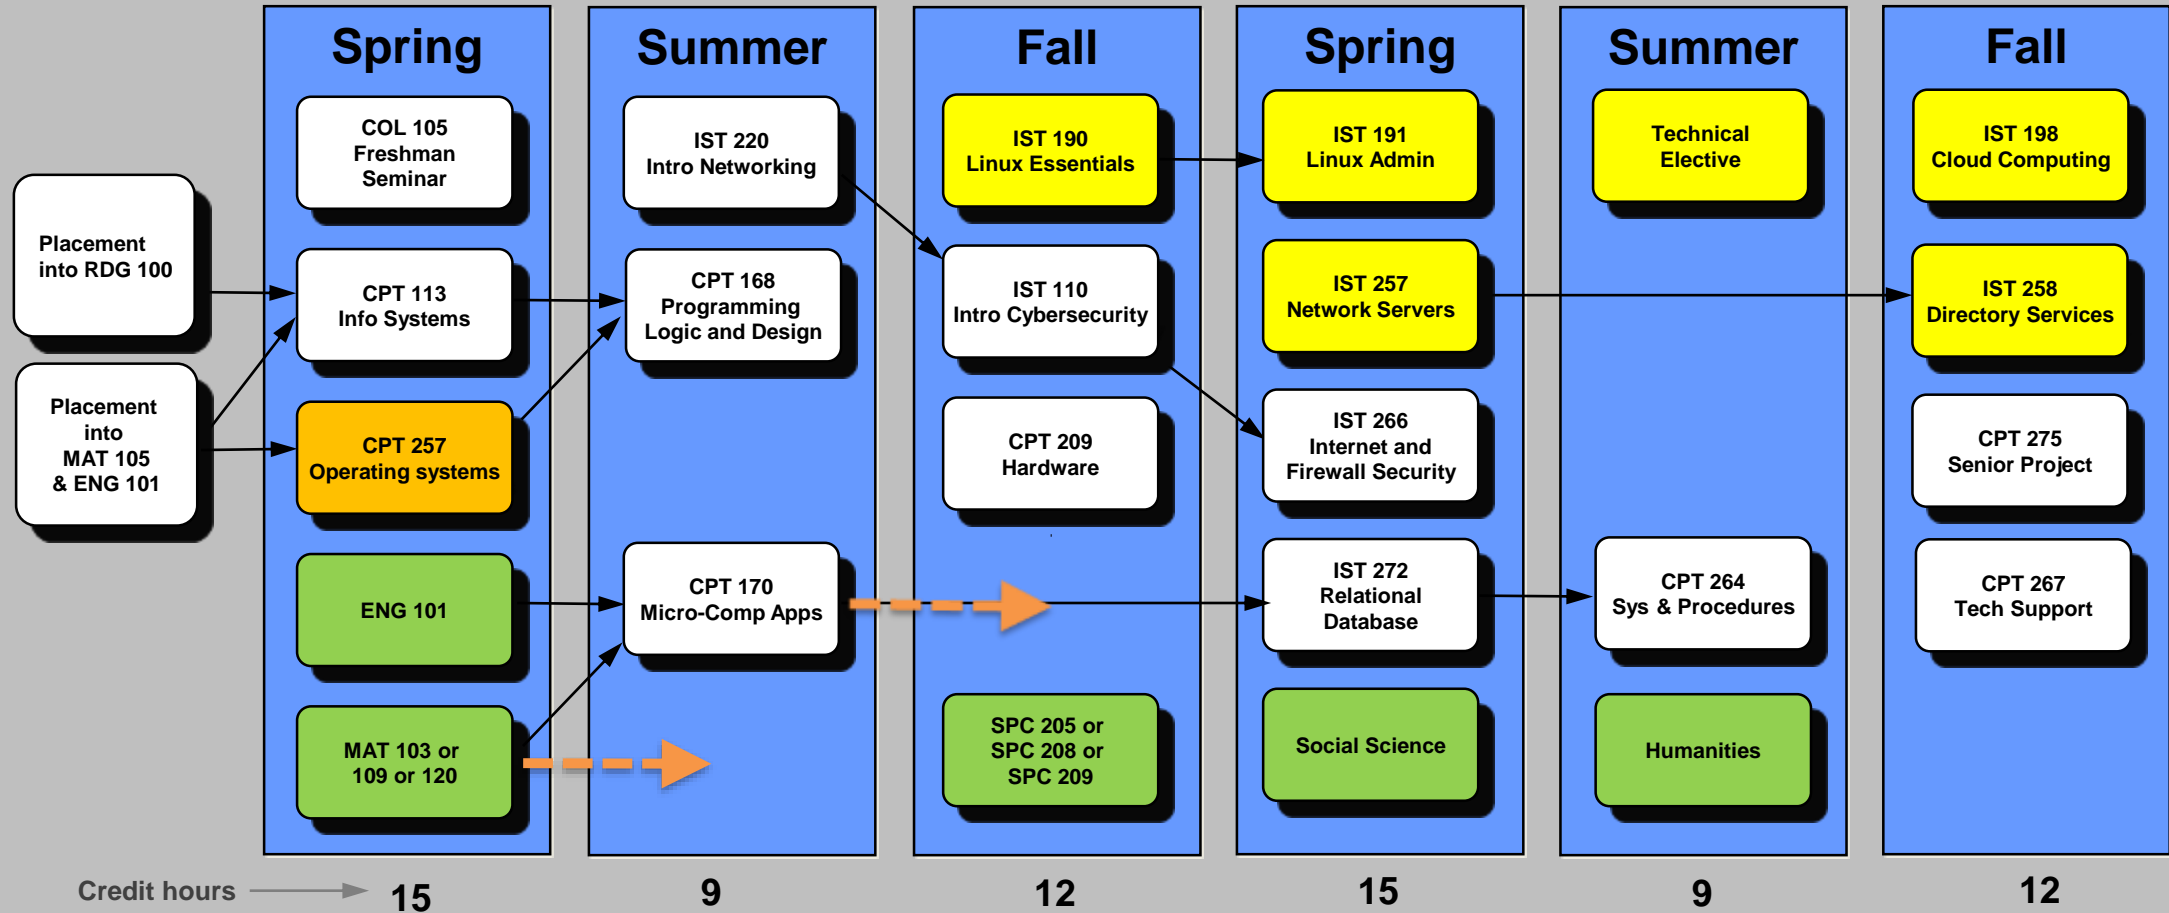 Spring
Summer
Fall
Spring
Summer
Fall
Placement
into RDG 100
Placement
into
MAT 105
& ENG 101
COL 105
Freshman
Seminar
CPT 113
Info Systems
CPT 257
Operating systems
ENG 101
MAT 103 or
109 or 120
IST 220
Intro Networking
CPT 168
Programming
Logic and Design
CPT 170
Micro-Comp Apps
IST 190
Linux Essentials
IST 110
Intro Cybersecurity
CPT 209
Hardware
SPC 205 or
SPC 208 or
SPC 209
IST 191
Linux Admin
IST 257
Network Servers
IST 266
Internet and
Firewall Security
IST 272
Relational
Database
Social Science
Technical
Elective
CPT 264
Sys & Procedures
Humanities
IST 198
Cloud Computing
IST 258
Directory Services
CPT 275
Senior Project
CPT 267
Tech Support
Credit hours
15
9
12
15
9
12